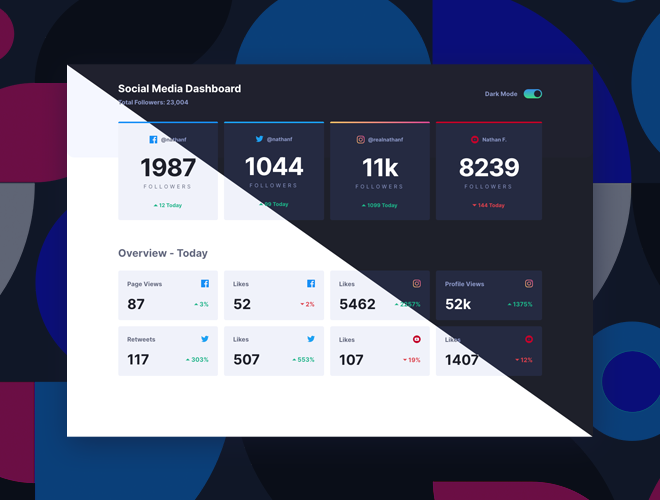 Social Media Dashboard
Total Followers: 23,004
Dark Mode
@nathanf
1987
FOLLOWERS
12 Today
@nathanf
1044
FOLLOWERS
99 Today
@realnathanf
11k
FOLLOWERS
1099 Today
Nathan F.
8239
FOLLOWERS
144 Today
Overview - Today
Page Views
87
3%
Likes
52
2%
Likes
5462
2257%
Profile Views
52k
1375%
Retweets
117
303%
Likes
507
553%
Likes
107
19%
Likes
1407
12%